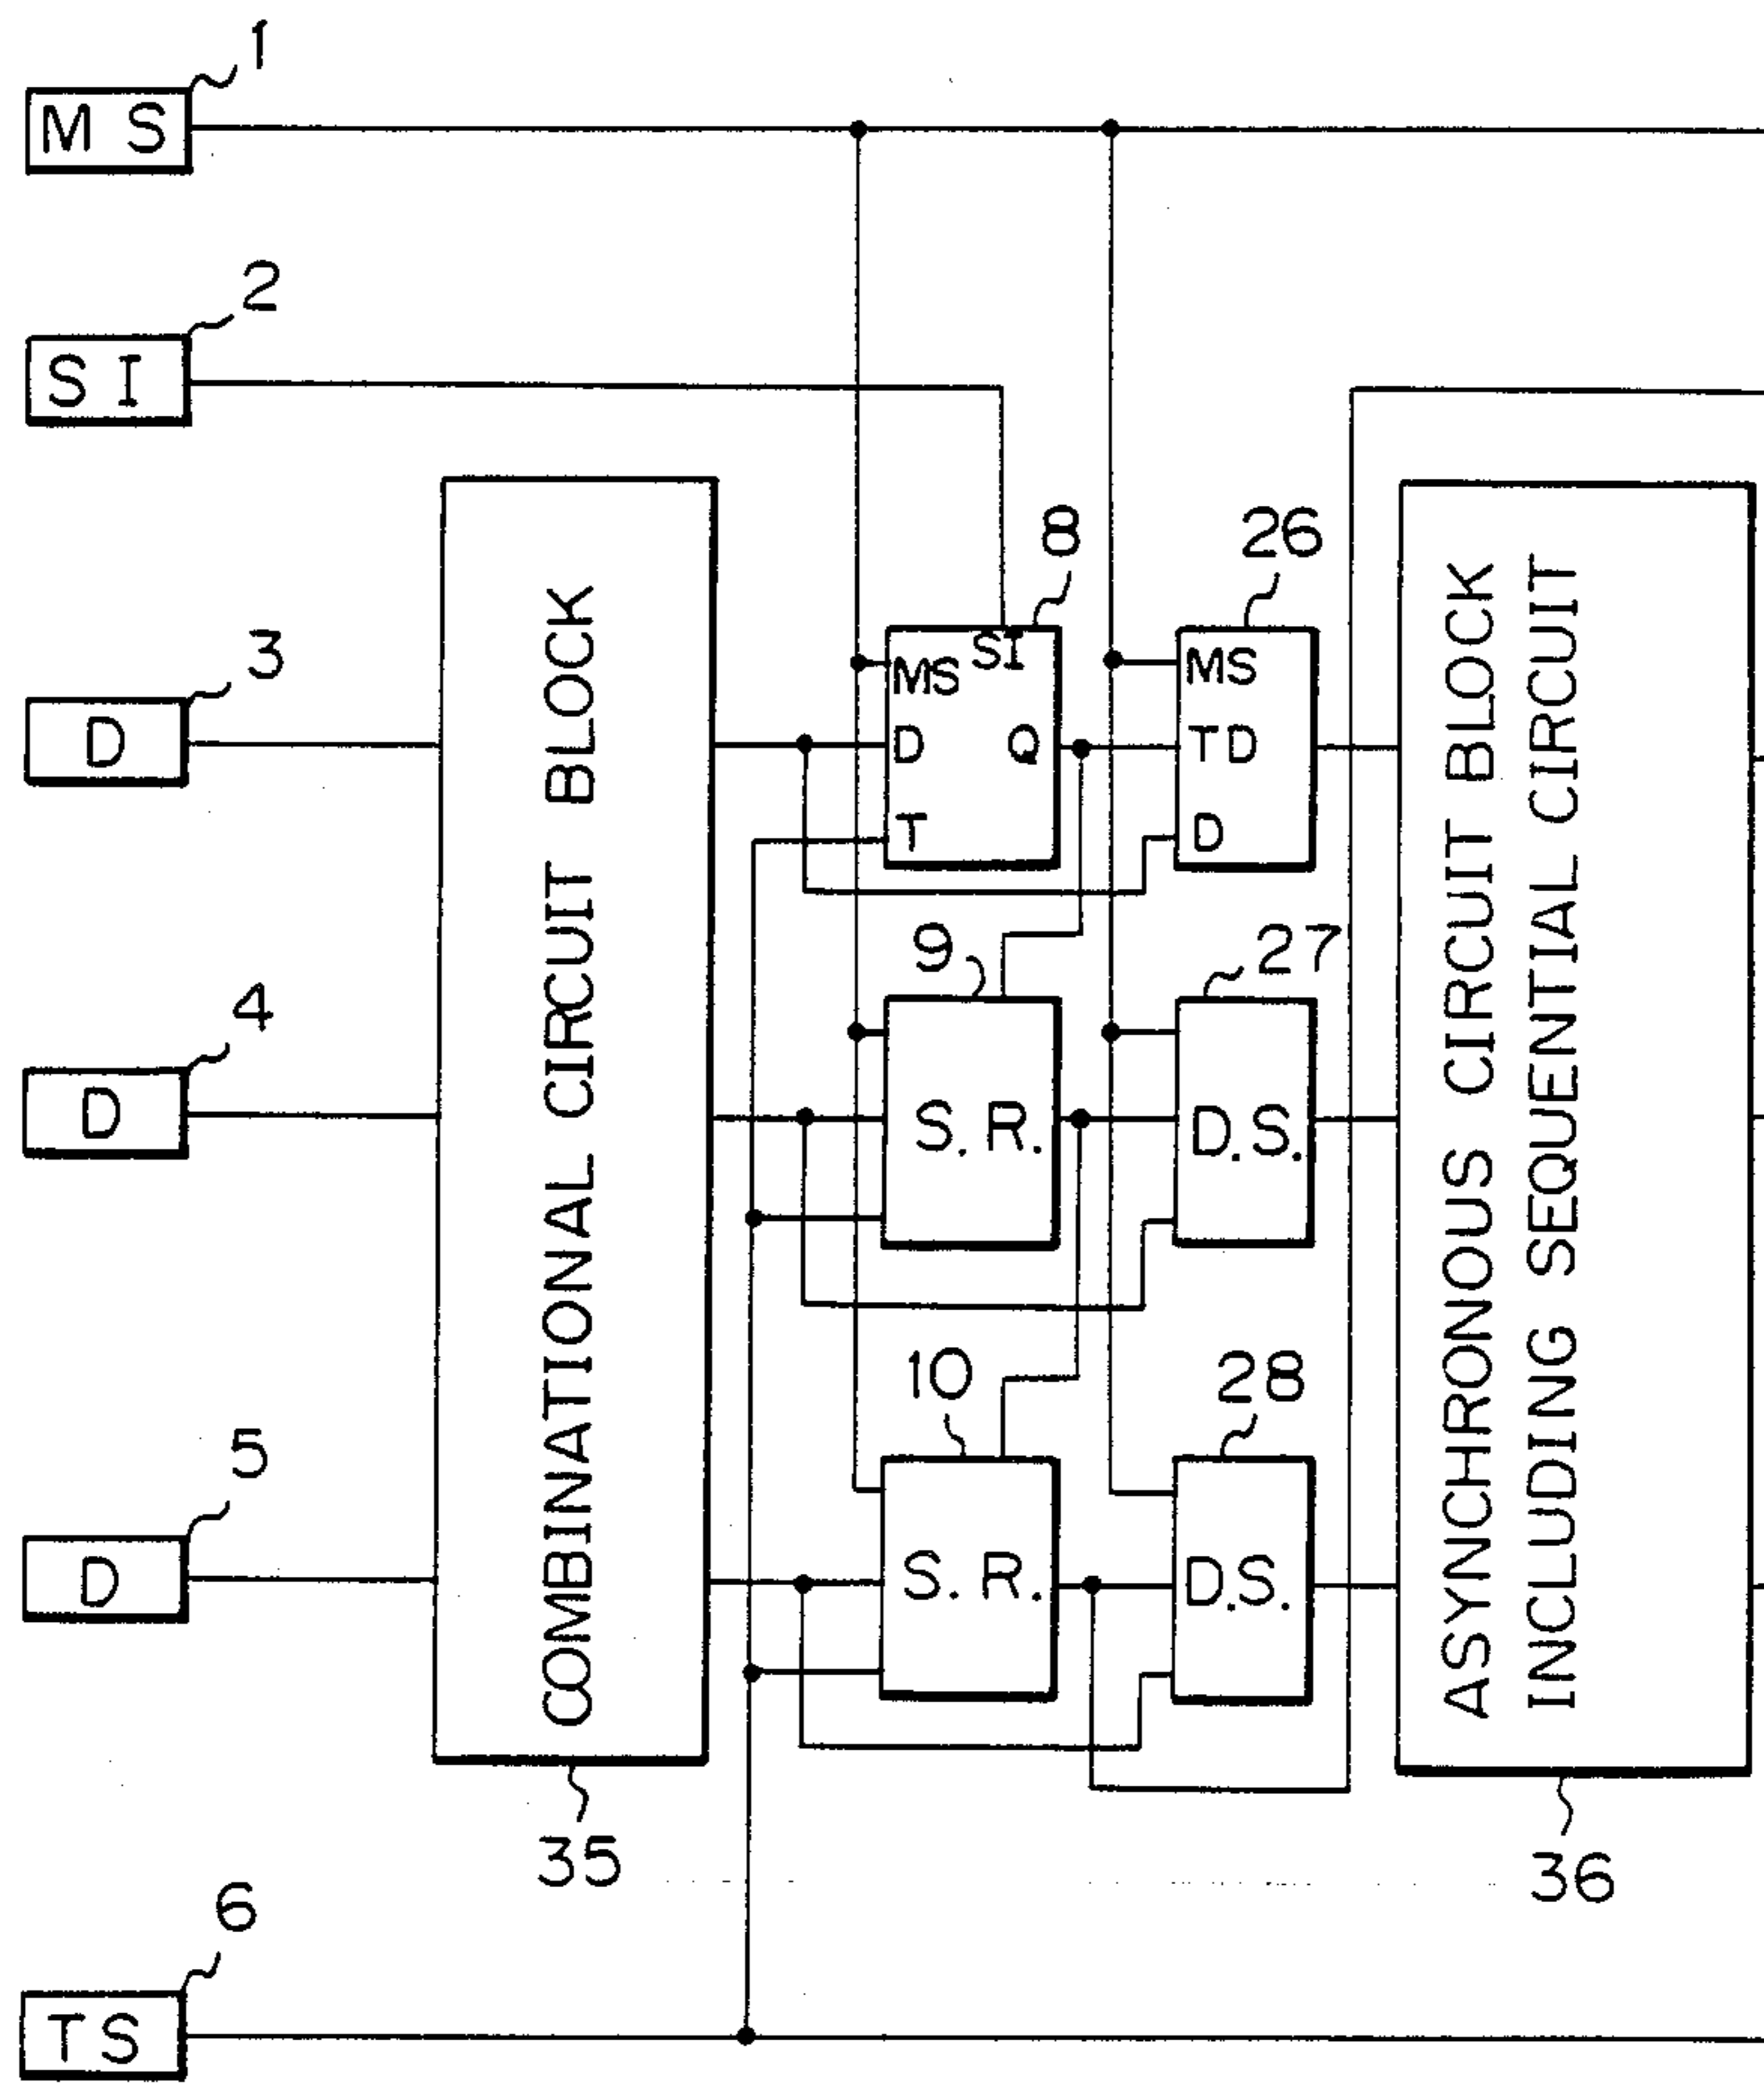 1
M S
2
S I
8
26
3
D
MS
SI
D
Q
T
MS
TD
D
9
27
4
D
S.R.
D.S.
10
28
5
D
S.R.
D.S.
COMBINATIONAL CIRCUIT BLOCK
ASYNCHRONOUS CIRCUIT BLOCK
INCLUDING SEQUENTIAL CIRCUIT
35
36
6
T S